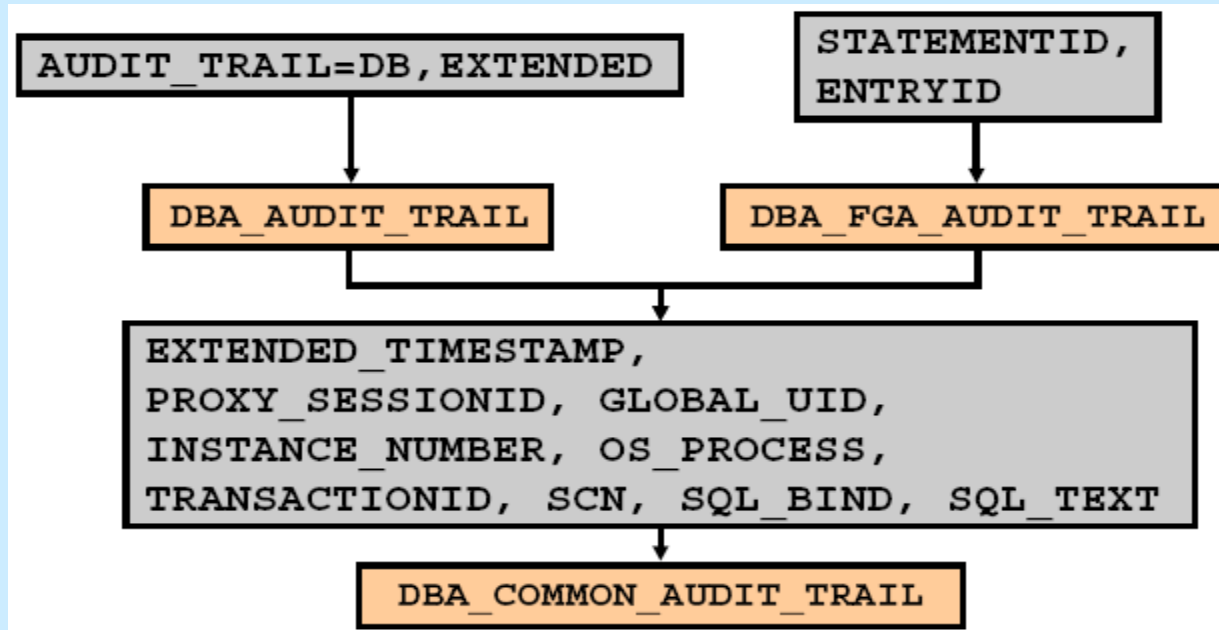 AUDIT_TRAIL=DB,EXTENDED
STATEMENTID,
ENTRYID
DBA_AUDIT_TRAIL
DBA_FGA_AUDIT_TRAIL
EXTENDED_TIMESTAMP,
PROXY_SESSIONID, GLOBAL_UID,
INSTANCE_NUMBER, OS_PROCESS,
TRANSACTIONID, SCN, SQL_BIND, SQL_TEXT
DBA_COMMON_AUDIT_TRAIL